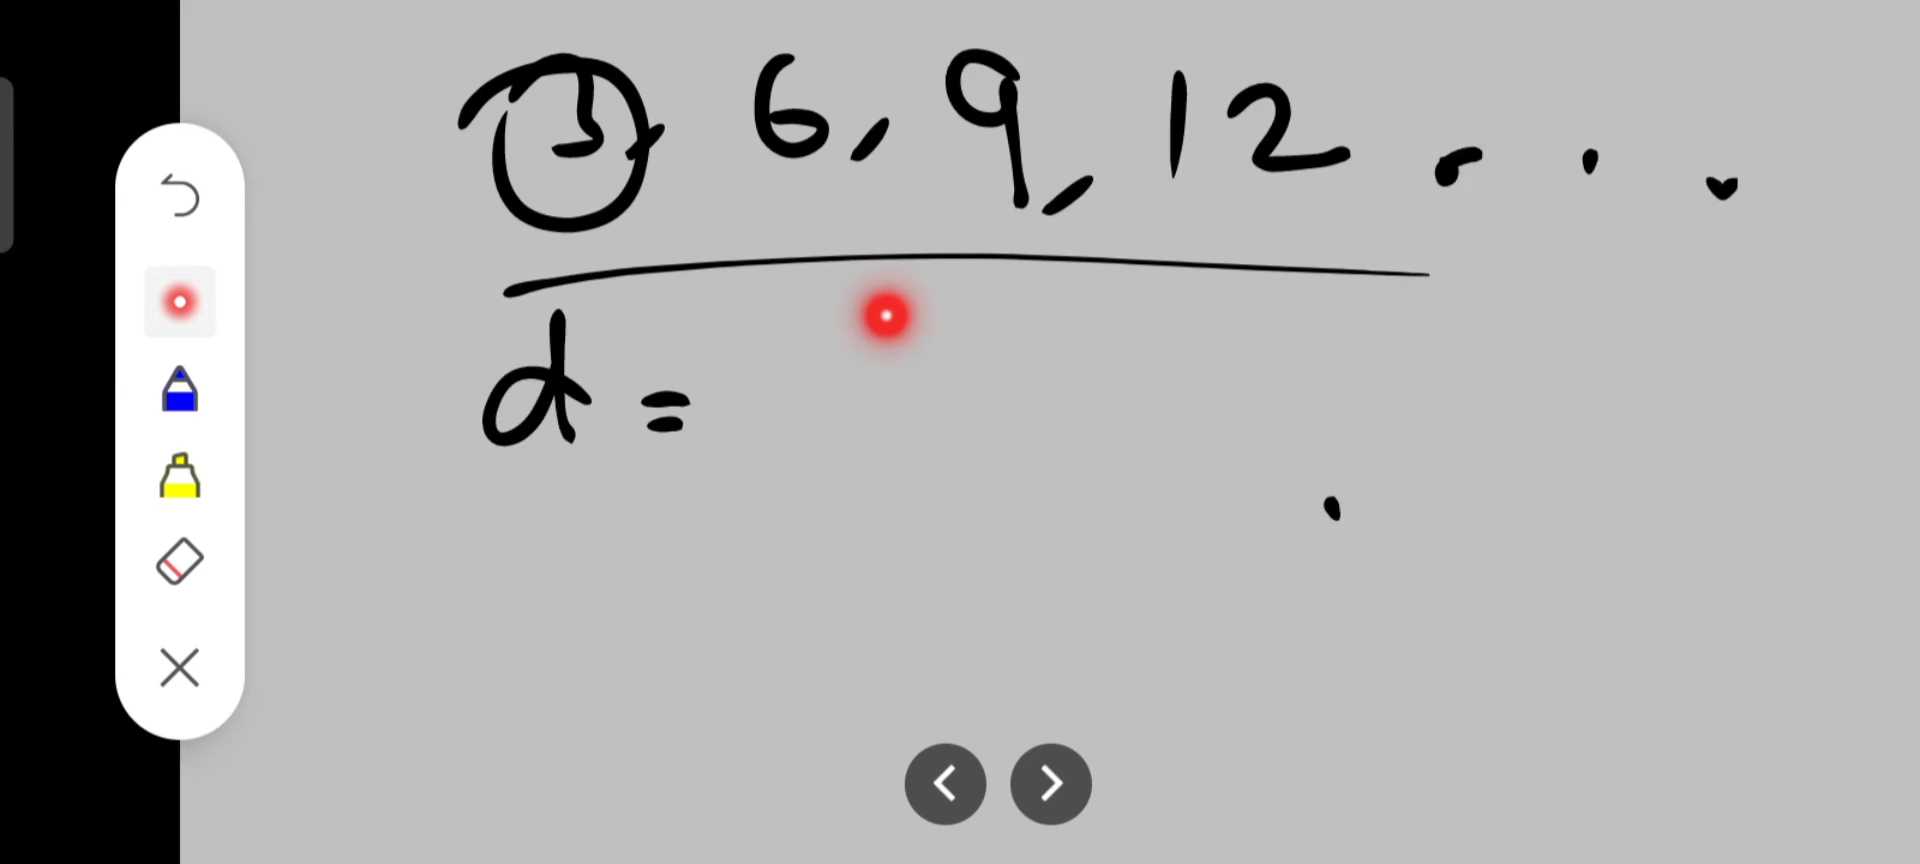 3, 6, 9, 12 . . .
d =